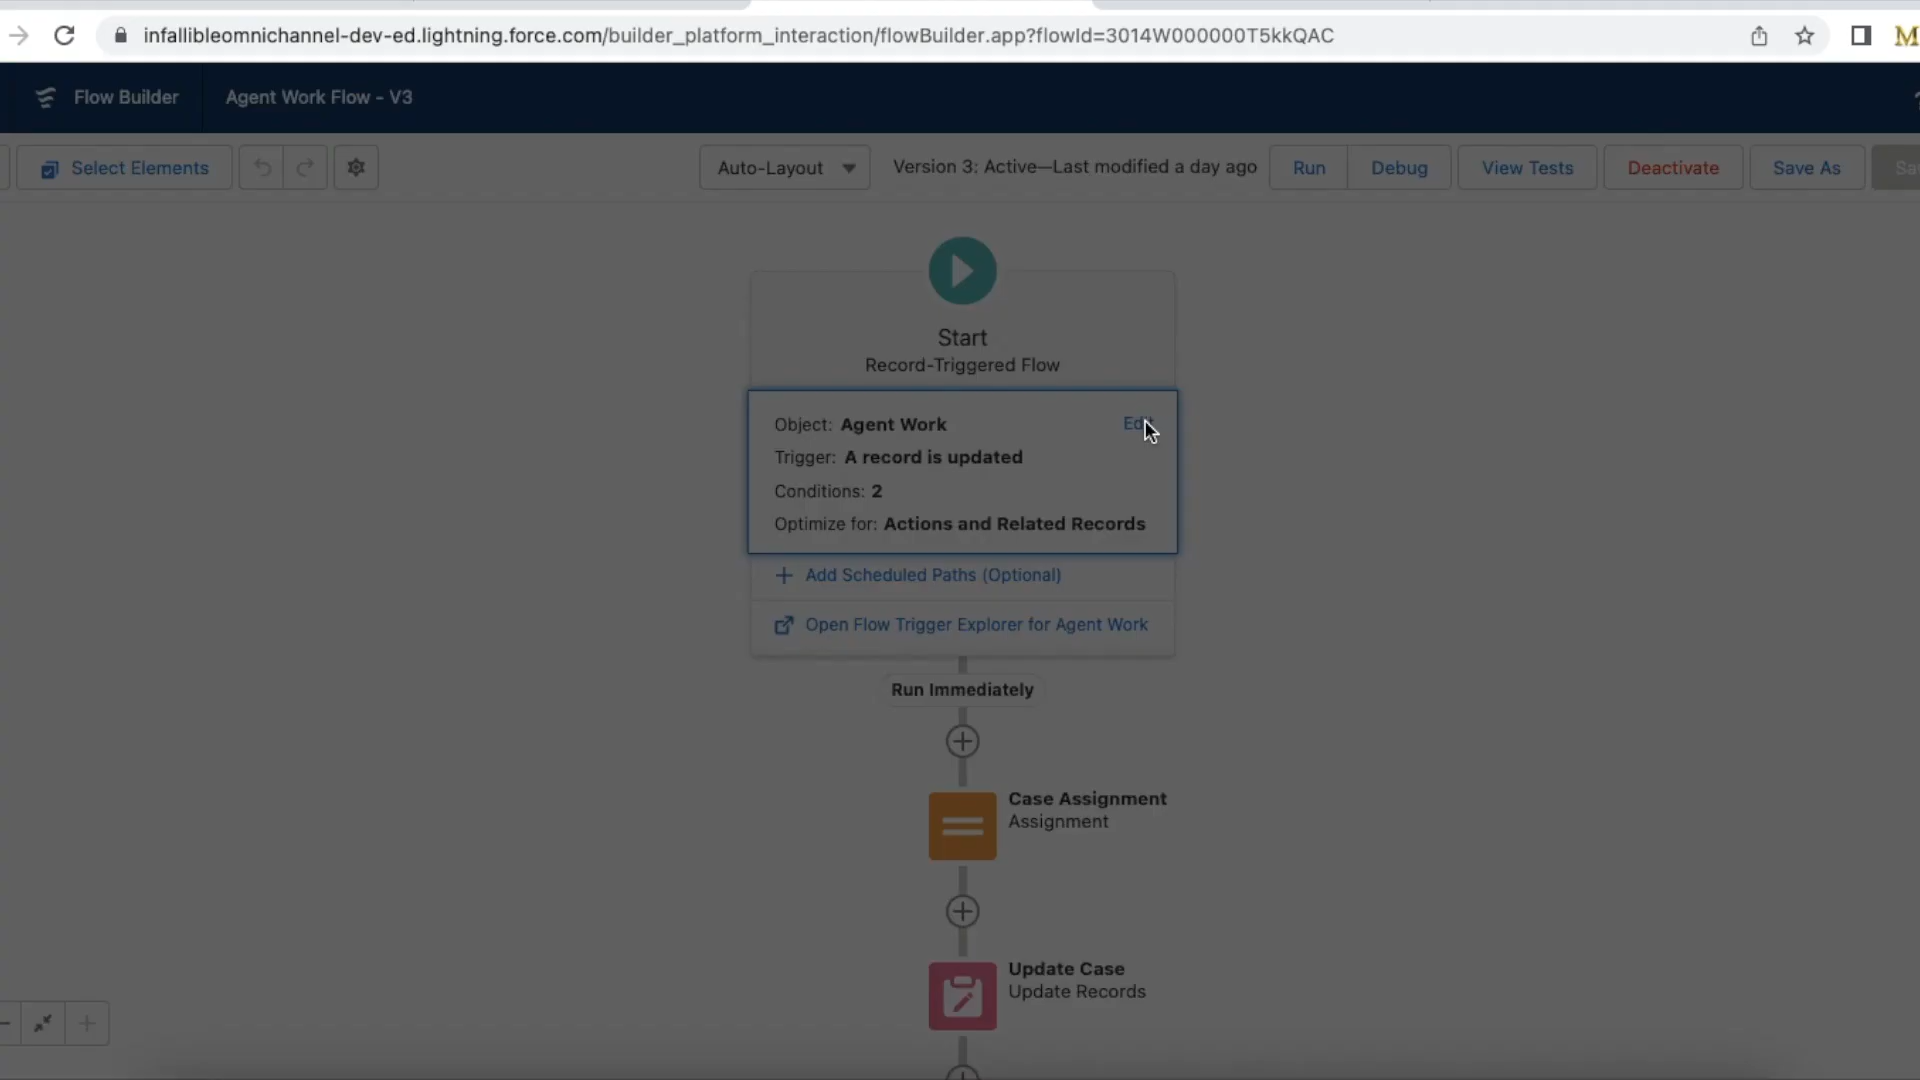 infallibleomnichannel-dev-ed.lightning.force.com/builder_platform_interaction/flowBuilder.app?flowId=3014W000000T5kkQAC
Flow Builder
Agent Work Flow - V3
Select Elements
Auto-Layout
Version 3: Active—Last modified a day ago
Run
Debug
View Tests
Deactivate
Save As
Start
Record-Triggered Flow
Object: Agent Work
Edit
Trigger: A record is updated
Conditions: 2
Optimize for: Actions and Related Records
Add Scheduled Paths (Optional)
Open Flow Trigger Explorer for Agent Work
Run Immediately
Case Assignment
Assignment
Update Case
Update Records